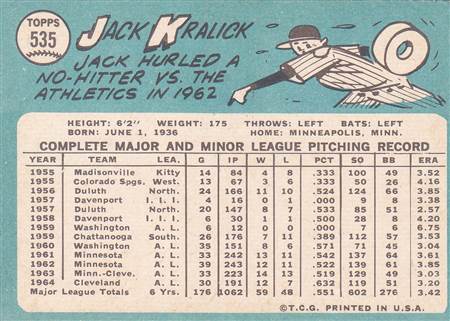 TOPPS
535
JACK KRALICK
JACK HURLED A
NO-HITTER VS. THE
ATHLETICS IN 1962
HEIGHT: 6'2" WEIGHT: 175 THROWS: LEFT BATS: LEFT
BORN: JUNE 1, 1936 HOME: MINNEAPOLIS, MINN.
COMPLETE MAJOR AND MINOR LEAGUE PITCHING RECORD
YEAR TEAM LEA. G IP W L PCT SO BB ERA
1955 Madisonville Kitty 14 84 4 8 .333 100 49 3.52
1955 Colorado Spgs. West. 13 67 3 6 .333 50 26 4.16
1956 Duluth North. 24 166 11 10 .524 124 66 3.85
1957 Davenport I. I. I. 4 16 0 1 .000 9 8 3.38
1957 Duluth North. 20 147 8 7 .533 85 51 2.57
1958 Davenport I. I. I. 6 30 1 1 .500 28 8 4.20
1959 Washington A. L. 6 12 0 0 .000 7 6 6.75
1959 Chattanooga South. 26 176 7 11 .389 112 57 3.53
1960 Washington A. L. 35 151 8 6 .571 71 45 3.04
1961 Minnesota A. L. 33 242 13 11 .542 137 64 3.61
1962 Minnesota A. L. 39 243 12 11 .522 139 61 3.85
1963 Minn.-Cleve. A. L. 33 223 14 13 .519 129 49 3.03
1964 Cleveland A. L. 30 191 12 7 .632 119 51 3.20
Major League Totals 6 Yrs. 176 1062 59 48 .551 602 276 3.42
©T.C.G. PRINTED IN U.S.A.